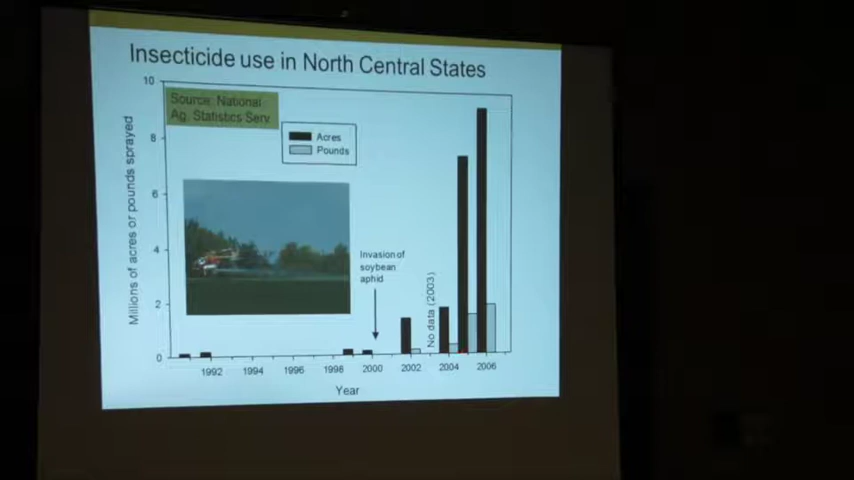 Insecticide use in North Central States
Source: National
Ag. Statistics Serv.
Acres
Pounds
Millions of acres or pounds sprayed
10
8
6
4
2
0
Invasion of
soybean
aphid
No data (2003)
1992 1994 1996 1998 2000 2002 2004 2006
Year